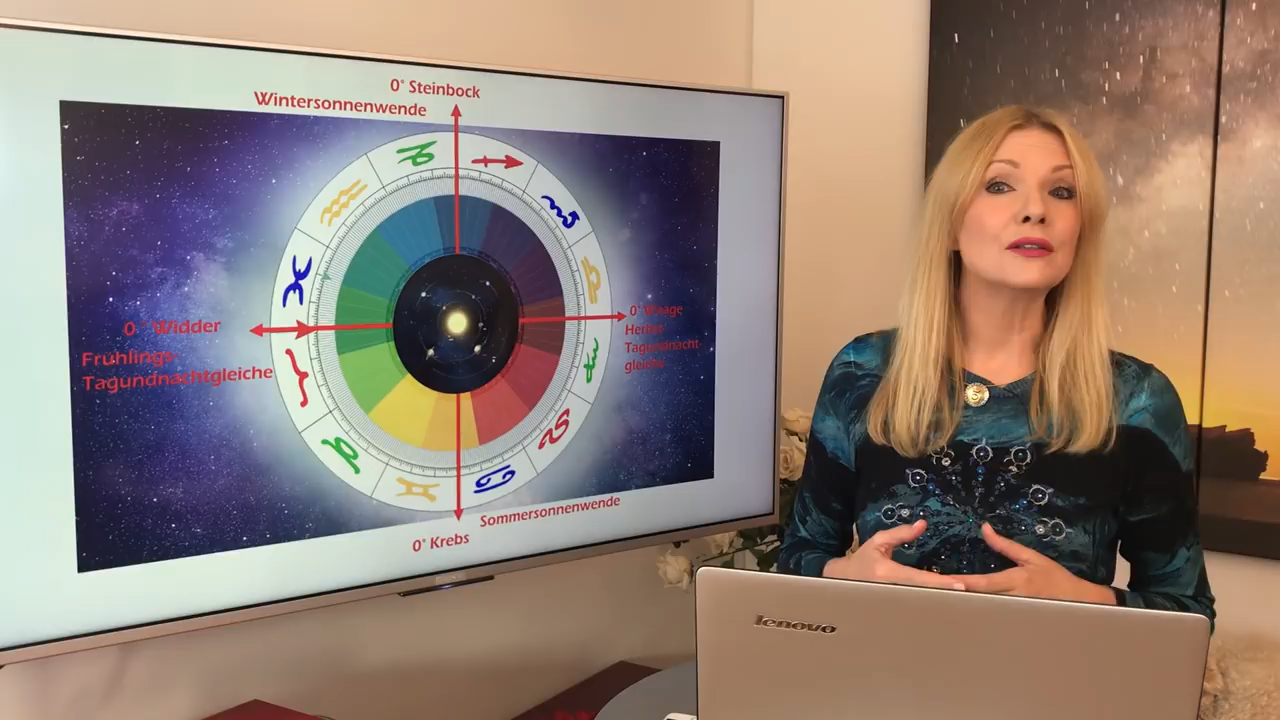 0° Steinbock
Wintersonnenwende
0° Widder
Frühlings-
Tagundnachtgleiche
0° Waage
Herbst
Tagundnacht-
gleiche
Sommersonnenwende
0° Krebs
lenovo